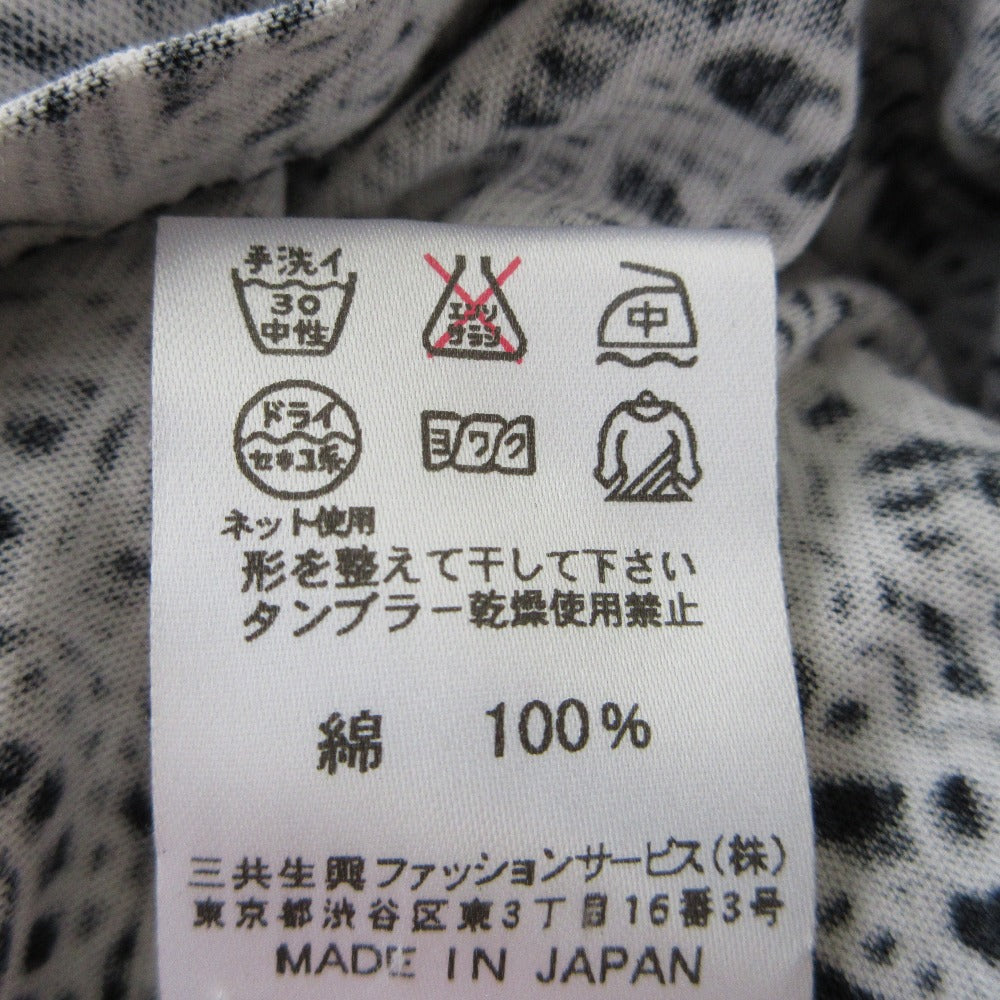 手洗イ
30
中性
エンソ
サラシ
中
ドライ
セキユ系
ヨワク
ネット使用
形を整えて干して下さい
タンブラー乾燥使用禁止
綿 100%
三共生興ファッションサービス(株)
東京都渋谷区東3丁目16番3号
MADE IN JAPAN